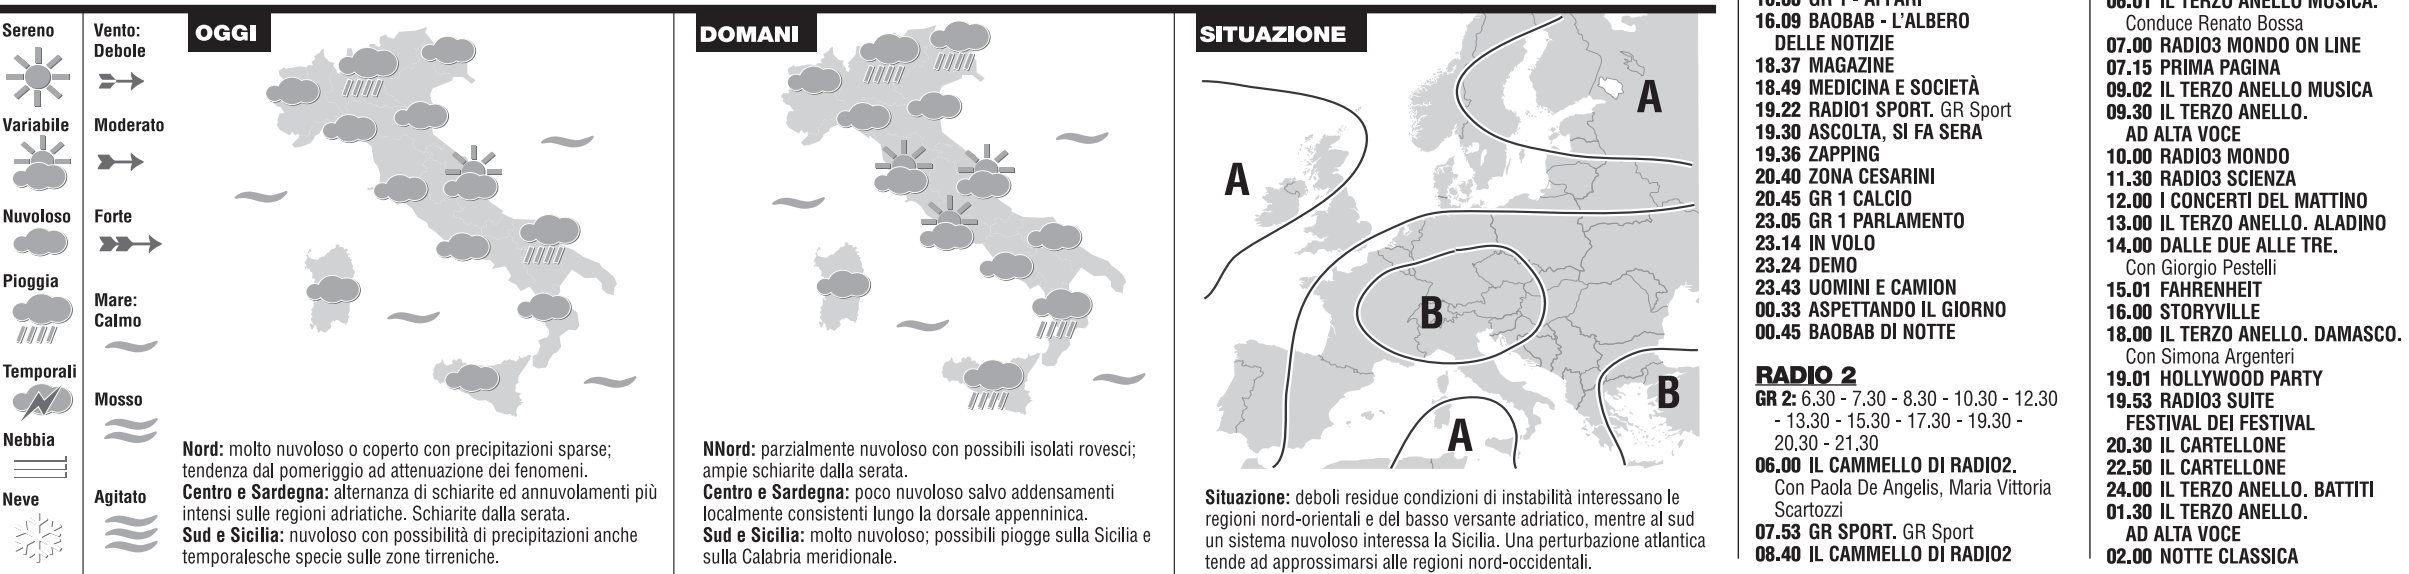 Sereno
Variabile
Nuvoloso
Pioggia
Temporali
Nebbia
Neve
Vento:
Debole
Moderato
Forte
Mare:
Calmo
Mosso
Agitato
OGGI
Nord: molto nuvoloso o coperto con precipitazioni sparse;
tendenza dal pomeriggio ad attenuazione dei fenomeni.
Centro e Sardegna: alternanza di schiarite ed annuvolamenti più
intensi sulle regioni adriatiche. Schiarite dalla serata.
Sud e Sicilia: nuvoloso con possibilità di precipitazioni anche
temporalesche specie sulle zone tirreniche.
DOMANI
NNord: parzialmente nuvoloso con possibili isolati rovesci;
ampie schiarite dalla serata.
Centro e Sardegna: poco nuvoloso salvo addensamenti
localmente consistenti lungo la dorsale appenninica.
Sud e Sicilia: molto nuvoloso; possibili piogge sulla Sicilia e
sulla Calabria meridionale.
SITUAZIONE
A
A
B
B
A
Situazione: deboli residue condizioni di instabilità interessano le
regioni nord-orientali e del basso versante adriatico, mentre al sud
un sistema nuvoloso interessa la Sicilia. Una perturbazione atlantica
tende ad approssimarsi alle regioni nord-occidentali.
GR 1 - AFFARI
16.09 BAOBAB - L'ALBERO
DELLE NOTIZIE
18.37 MAGAZINE
18.49 MEDICINA E SOCIETÀ
19.22 RADIO1 SPORT. GR Sport
19.30 ASCOLTA, SI FA SERA
19.36 ZAPPING
20.40 ZONA CESARINI
20.45 GR 1 CALCIO
23.05 GR 1 PARLAMENTO
23.14 IN VOLO
23.24 DEMO
23.43 UOMINI E CAMION
00.33 ASPETTANDO IL GIORNO
00.45 BAOBAB DI NOTTE
RADIO 2
GR 2: 6.30 - 7.30 - 8.30 - 10.30 - 12.30
- 13.30 - 15.30 - 17.30 - 19.30 -
20.30 - 21.30
06.00 IL CAMMELLO DI RADIO2.
Con Paola De Angelis, Maria Vittoria
Scartozzi
07.53 GR SPORT. GR Sport
08.40 IL CAMMELLO DI RADIO2
06.01 IL TERZO ANELLO MUSICA.
Conduce Renato Bossa
07.00 RADIO3 MONDO ON LINE
07.15 PRIMA PAGINA
09.02 IL TERZO ANELLO MUSICA
09.30 IL TERZO ANELLO.
AD ALTA VOCE
10.00 RADIO3 MONDO
11.30 RADIO3 SCIENZA
12.00 I CONCERTI DEL MATTINO
13.00 IL TERZO ANELLO. ALADINO
14.00 DALLE DUE ALLE TRE.
Con Giorgio Pestelli
15.01 FAHRENHEIT
16.00 STORYVILLE
18.00 IL TERZO ANELLO. DAMASCO.
Con Simona Argenteri
19.01 HOLLYWOOD PARTY
19.53 RADIO3 SUITE
FESTIVAL DEI FESTIVAL
20.30 IL CARTELLONE
22.50 IL CARTELLONE
24.00 IL TERZO ANELLO. BATTITI
01.30 IL TERZO ANELLO.
AD ALTA VOCE
02.00 NOTTE CLASSICA